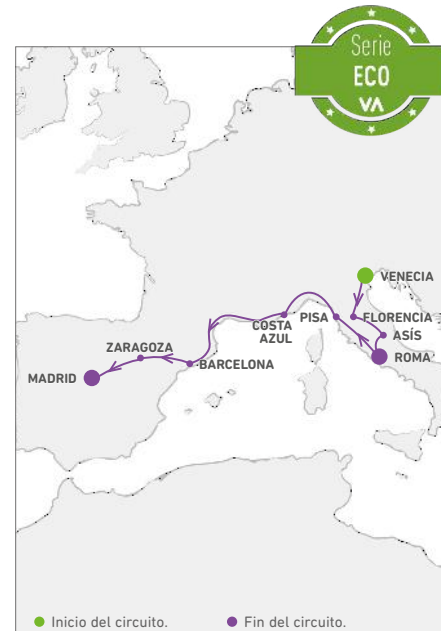 Serie
ECO
VA
VENECIA
FLORENCIA
ASÍS
ROMA
PISA
COSTA
AZUL
BARCELONA
ZARAGOZA
MADRID
Inicio del circuito.
Fin del circuito.